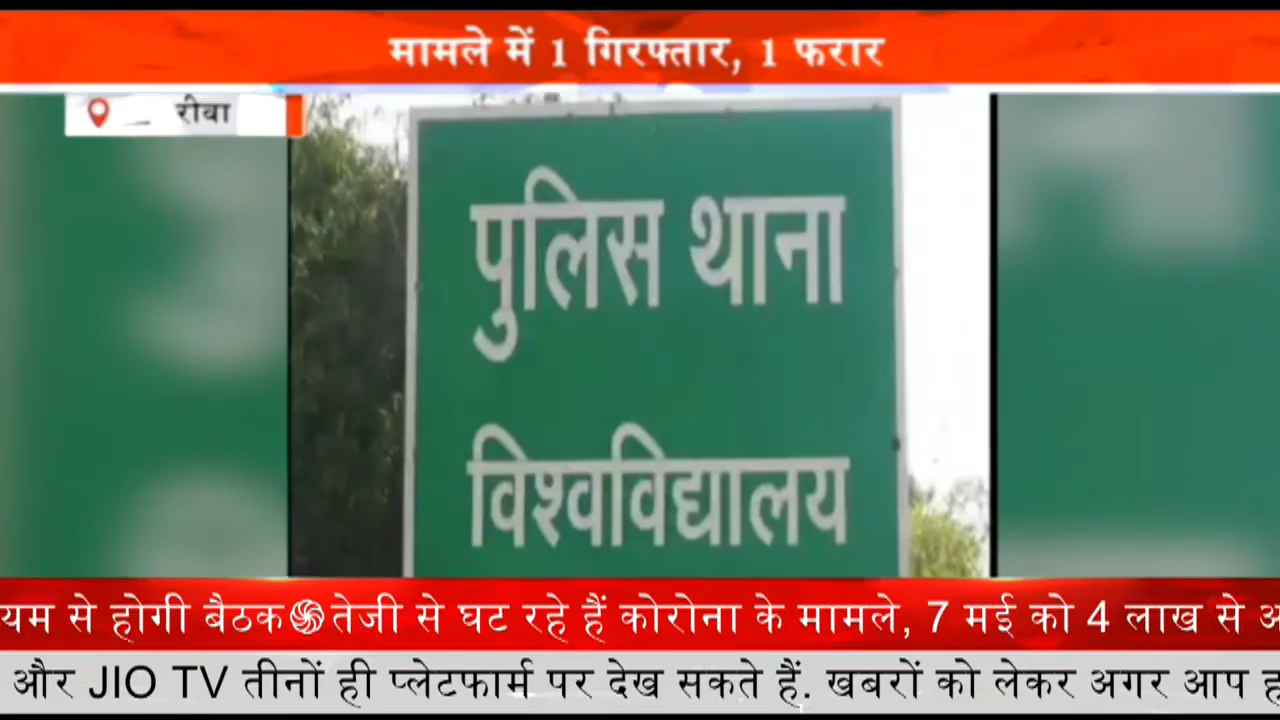 मामले में 1 गिरफ्तार, 1 फरार
रीवा
पुलिस थाना
विश्वविद्यालय
यम से होगी बैठक तेजी से घट रहे हैं कोरोना के मामले, 7 मई को 4 लाख से अ
और JIO TV तीनों ही प्लेटफार्म पर देख सकते हैं. खबरों को लेकर अगर आप ह